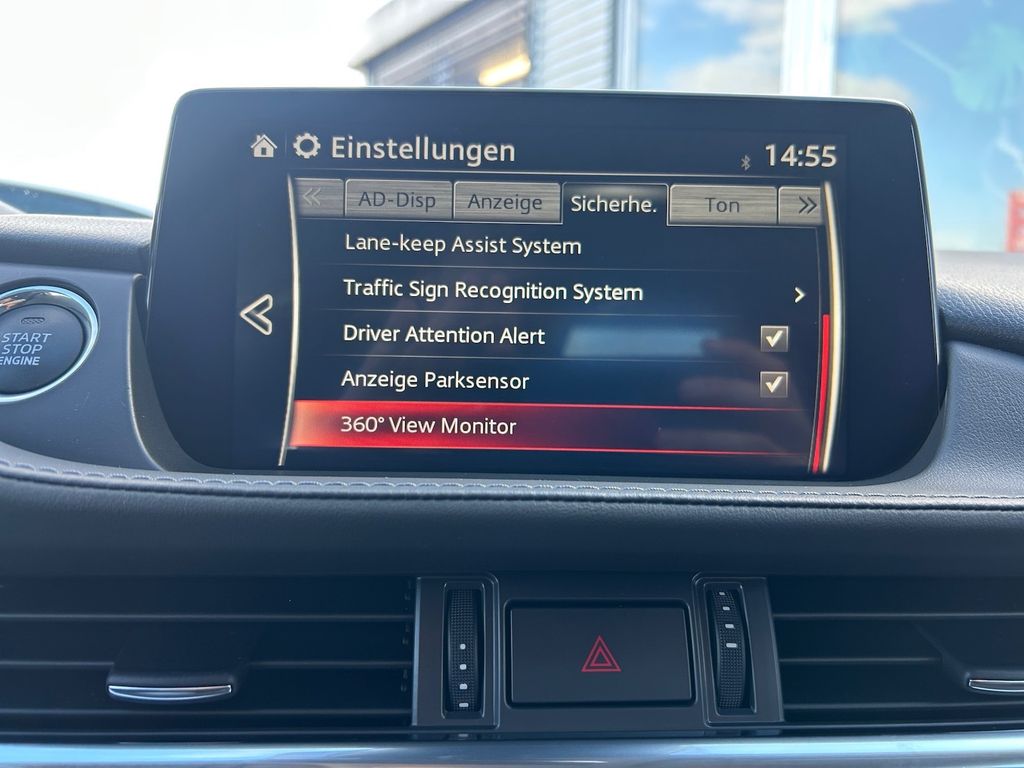 Einstellungen
14:55
AD-Disp
Anzeige
Sicherhe.
Ton
Lane-keep Assist System
Traffic Sign Recognition System
Driver Attention Alert
Anzeige Parksensor
360° View Monitor
START
STOP
ENGINE